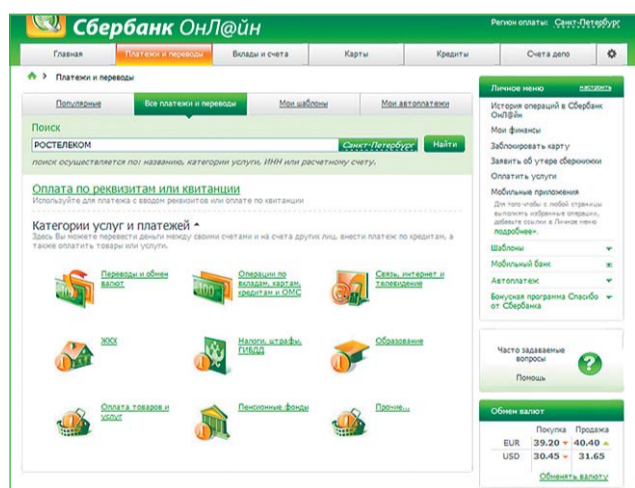 Сбербанк ОнЛ@йн
Регион оплаты: Санкт-Петербург
Главная
Платежи и переводы
Вклады и счета
Карты
Кредиты
Счета депо
Платежи и переводы
Популярные
Все платежи и переводы
Мои шаблоны
Мои автоплатежи
Поиск
РОСТЕЛЕКОМ
Санкт-Петербург
Найти
поиск осуществляется по: названию, категории услуги, ИНН или расчетному счету.
Оплата по реквизитам или квитанции
Используйте для платежа с вводом реквизитов или оплате по квитанции
Категории услуг и платежей
Здесь Вы можете перевести деньги между своими счетами и на счета других лиц, внести платеж по кредитам, а
также оплатить товары или услуги.
Переводы и обмен
валют
Операции по
вкладам, картам,
кредитам и ОМС
Связь, интернет и
телевидение
ЖКХ
Налоги, штрафы,
ГИБДД
Образование
Оплата товаров и
услуг
Пенсионные фонды
Прочие...
Личное меню
настроить
История операций в Сбербанк
ОнЛ@йн
Мои финансы
Заблокировать карту
Заявить об утере сберкнижки
Оплатить услуги
Мобильные приложения
Для того чтобы с любой страницы
выполнять избранные операции,
добавьте ссылки в Личное меню
подробнее».
Шаблоны
Мобильный банк
Автоплатеж
Бонусная программа Спасибо
от Сбербанка
Часто задаваемые
вопросы
?
Помощь
Обмен валют
Покупка Продажа
EUR 39.20 40.40
USD 30.45 31.65
Обменять валюту